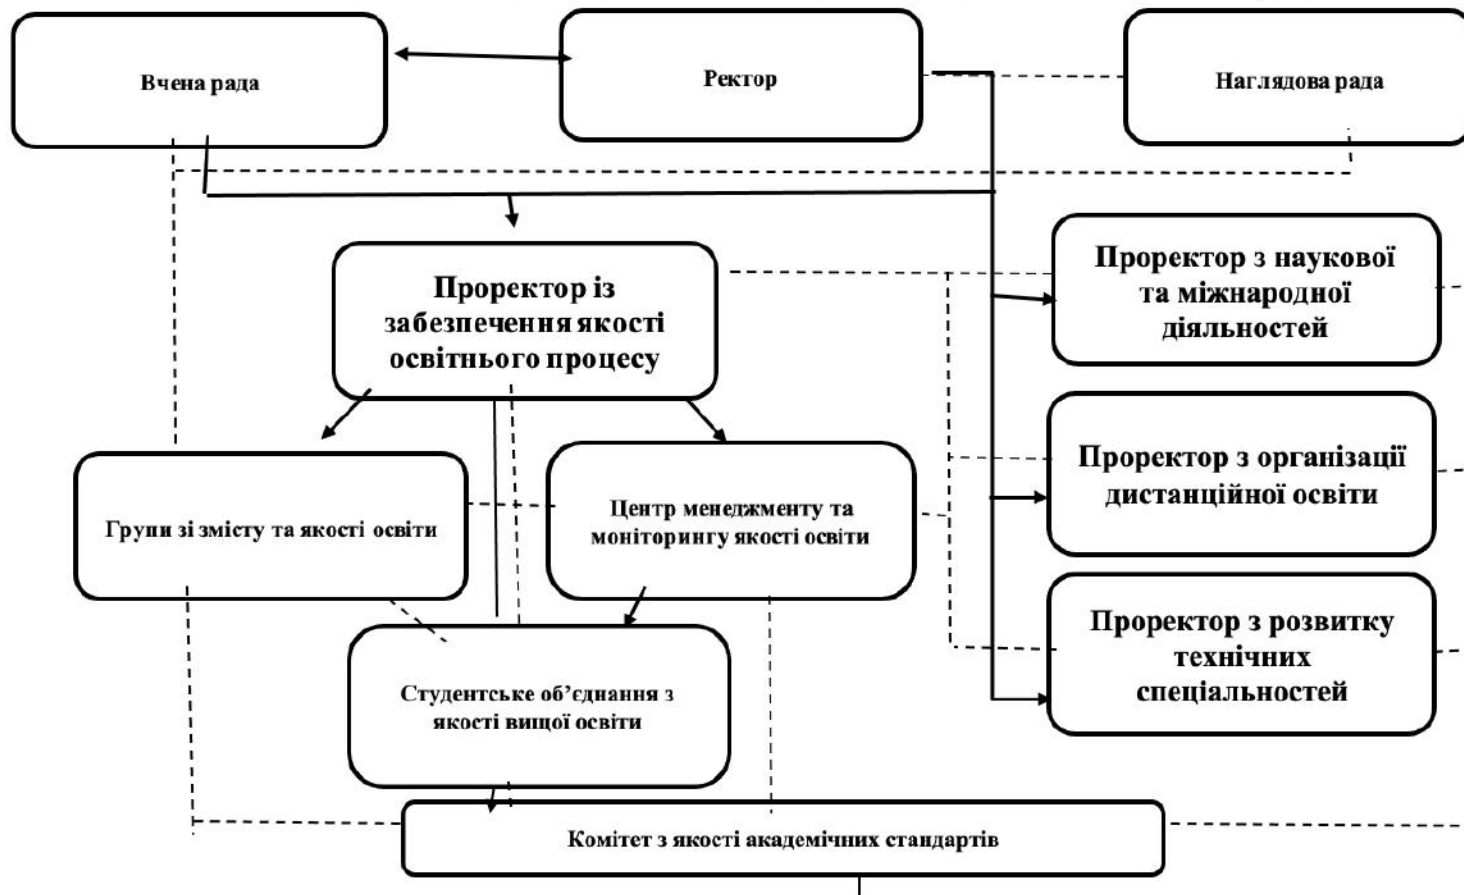 Вчена рада
Ректор
Наглядова рада
Проректор із
забезпечення якості
освітнього процесу
Проректор з наукової
та міжнародної
діяльностей
Проректор з організації
дистанційної освіти
Групи зі змісту та якості освіти
Центр менеджменту та
моніторингу якості освіти
Проректор з розвитку
технічних
спеціальностей
Студентське об’єднання з
якості вищої освіти
Комітет з якості академічних стандартів